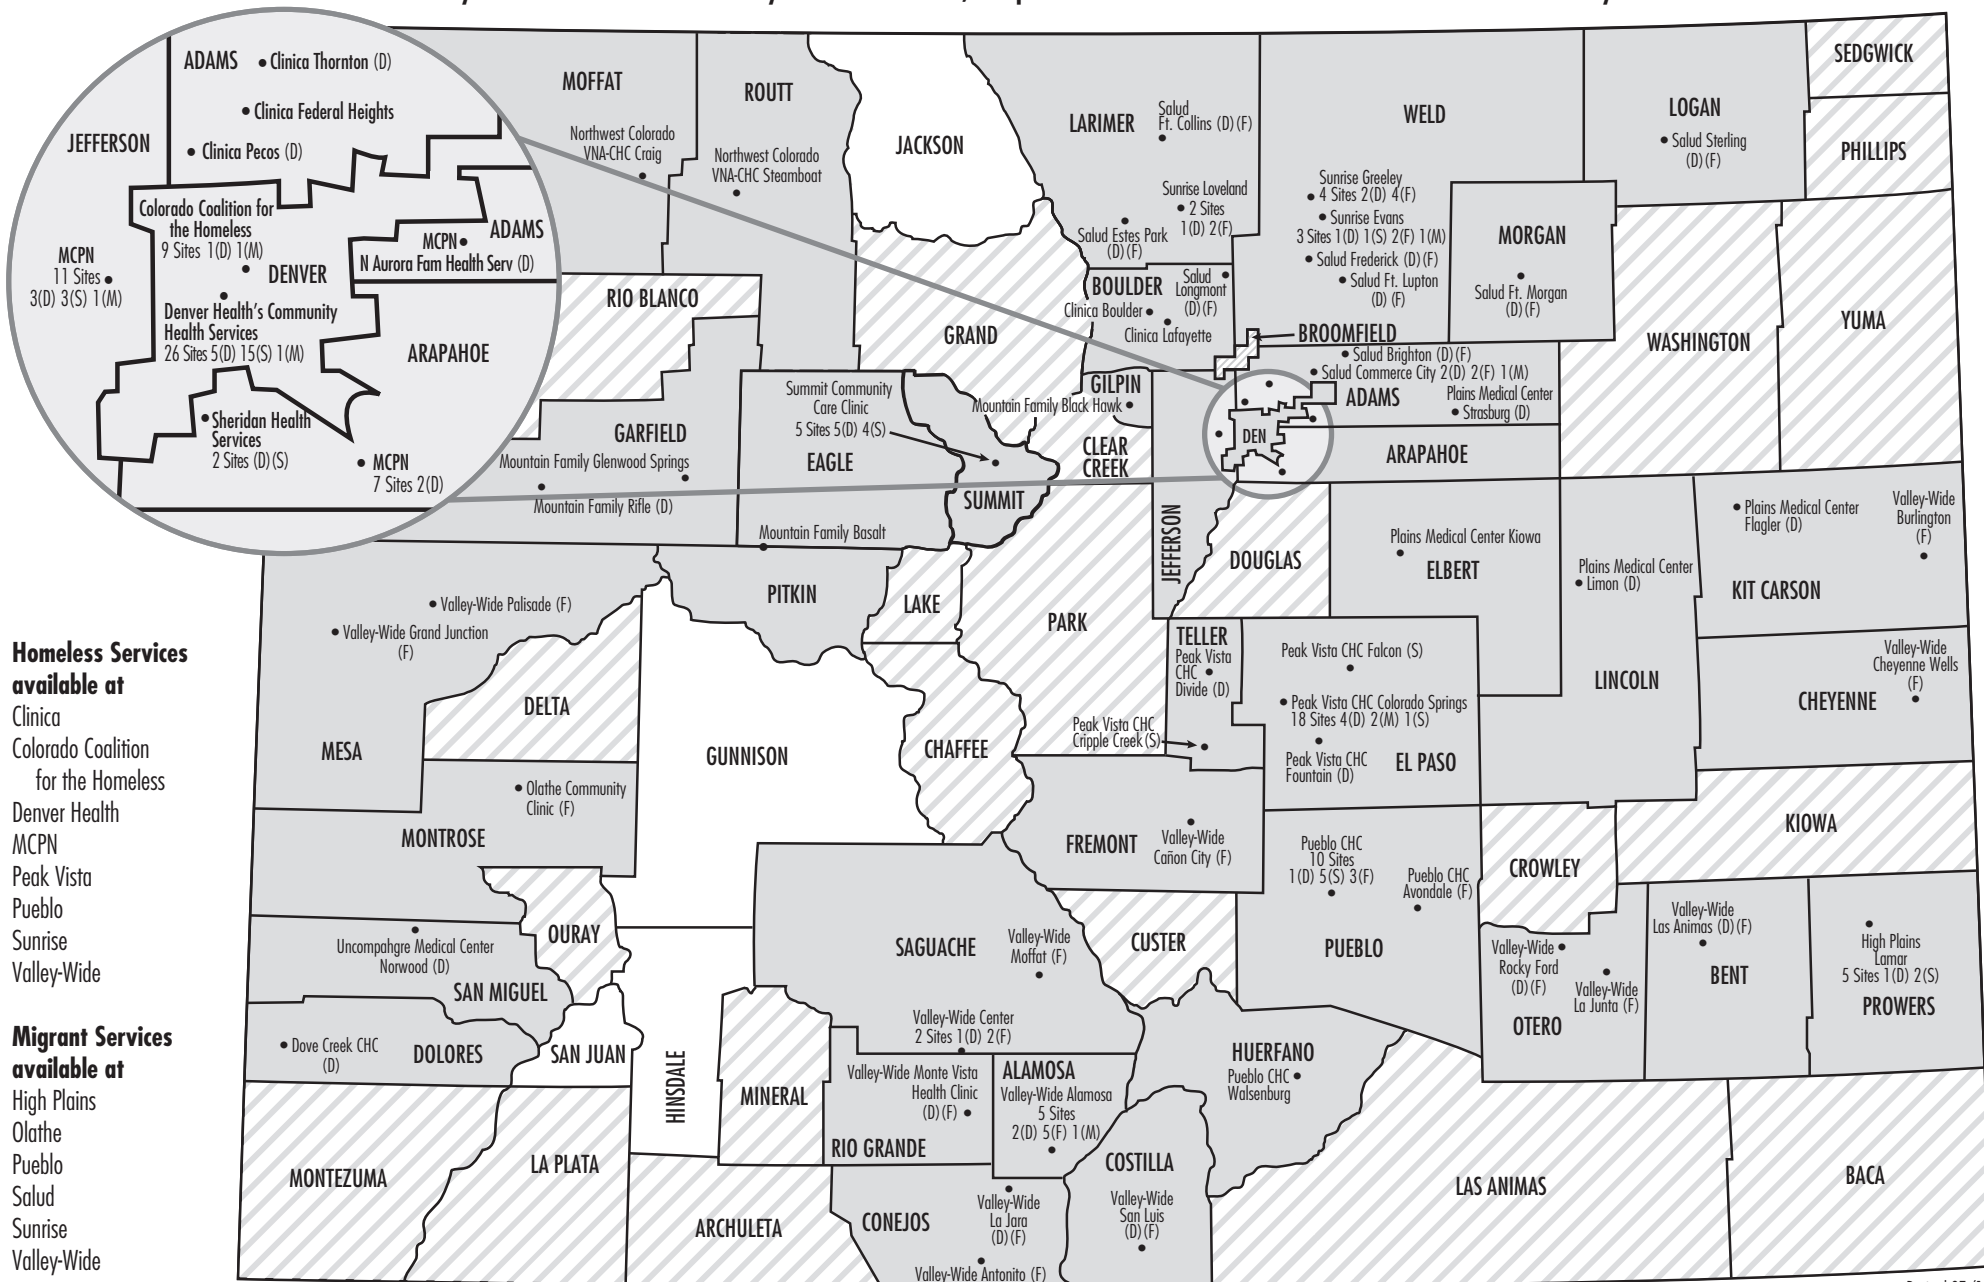 ADAMS
Clinica Thornton (D)
Clinica Federal Heights
JEFFERSON
Clinica Pecos (D)
Colorado Coalition for
the Homeless
9 Sites 1(D) 1(M)
MCPN
ADAMS
N Aurora Fam Health Serv (D)
MCPN
11 Sites
3(D) 3(S) 1(M)
DENVER
Denver Health's Community
Health Services
26 Sites 5(D) 15(S) 1(M)
ARAPAHOE
Sheridan Health
Services
2 Sites (D)(S)
MCPN
7 Sites 2(D)
MOFFAT
Northwest Colorado
VNA-CHC Craig
ROUTT
Northwest Colorado
VNA-CHC Steamboat
JACKSON
LARIMER
Salud
Ft. Collins (D)(F)
Sunrise Loveland
2 Sites
1(D) 2(F)
Salud Estes Park
(D)(F)
WELD
Sunrise Greeley
4 Sites 2(D) 4(F)
Sunrise Evans
3 Sites 1(D) 1(S) 2(F) 1(M)
Salud Frederick (D)(F)
Salud Ft. Lupton
(D) (F)
LOGAN
Salud Sterling
(D)(F)
SEDGWICK
PHILLIPS
MORGAN
Salud Ft. Morgan
(D)(F)
WASHINGTON
YUMA
RIO BLANCO
GRAND
BOULDER
Salud
Longmont
(D)(F)
Clinica Boulder
Clinica Lafayette
BROOMFIELD
Salud Brighton (D)(F)
Salud Commerce City 2(D) 2(F) 1(M)
ADAMS
Plains Medical Center
Strasburg (D)
GILPIN
Mountain Family Black Hawk
CLEAR
CREEK
DEN
ARAPAHOE
GARFIELD
Mountain Family Glenwood Springs
Mountain Family Rifle (D)
Summit Community
Care Clinic
5 Sites 5(D) 4(S)
EAGLE
SUMMIT
Mountain Family Basalt
JEFFERSON
DOUGLAS
Plains Medical Center Kiowa
ELBERT
Plains Medical Center
Limon (D)
LINCOLN
Plains Medical Center
Flagler (D)
Valley-Wide
Burlington
(F)
KIT CARSON
PITKIN
LAKE
PARK
Valley-Wide Palisade (F)
Valley-Wide Grand Junction
(F)
MESA
DELTA
GUNNISON
CHAFFEE
TELLER
Peak Vista
CHC
Divide (D)
Peak Vista CHC
Cripple Creek(S)
Peak Vista CHC Falcon (S)
Peak Vista CHC Colorado Springs
18 Sites 4(D) 2(M) 1(S)
Peak Vista CHC
Fountain (D)
EL PASO
Valley-Wide
Cheyenne Wells
(F)
CHEYENNE
KIOWA
Olathe Community
Clinic (F)
MONTROSE
FREMONT
Valley-Wide
Cañon City (F)
Pueblo CHC
10 Sites
1(D) 5(S) 3(F)
Pueblo CHC
Avondale (F)
PUEBLO
CROWLEY
OURAY
Uncompahgre Medical Center
Norwood (D)
SAN MIGUEL
SAGUACHE
Valley-Wide
Moffat (F)
Valley-Wide Center
2 Sites 1(D) 2(F)
CUSTER
Valley-Wide
Rocky Ford
(D)(F)
Valley-Wide
La Junta (F)
OTERO
Valley-Wide
Las Animas (D)(F)
BENT
High Plains
Lamar
5 Sites 1(D) 2(S)
PROWERS
Dove Creek CHC
(D)
DOLORES
SAN JUAN
HINSDALE
MINERAL
Valley-Wide Monte Vista
Health Clinic
(D)(F)
RIO GRANDE
ALAMOSA
Valley-Wide Alamosa
5 Sites
2(D) 5(F) 1(M)
HUERFANO
Pueblo CHC
Walsenburg
MONTEZUMA
LA PLATA
ARCHULETA
CONEJOS
Valley-Wide
La Jara
(D)(F)
Valley-Wide Antonito (F)
COSTILLA
Valley-Wide
San Luis
(D)(F)
LAS ANIMAS
BACA
Homeless Services
available at
Clinica
Colorado Coalition
for the Homeless
Denver Health
MCPN
Peak Vista
Pueblo
Sunrise
Valley-Wide
Migrant Services
available at
High Plains
Olathe
Pueblo
Salud
Sunrise
Valley-Wide